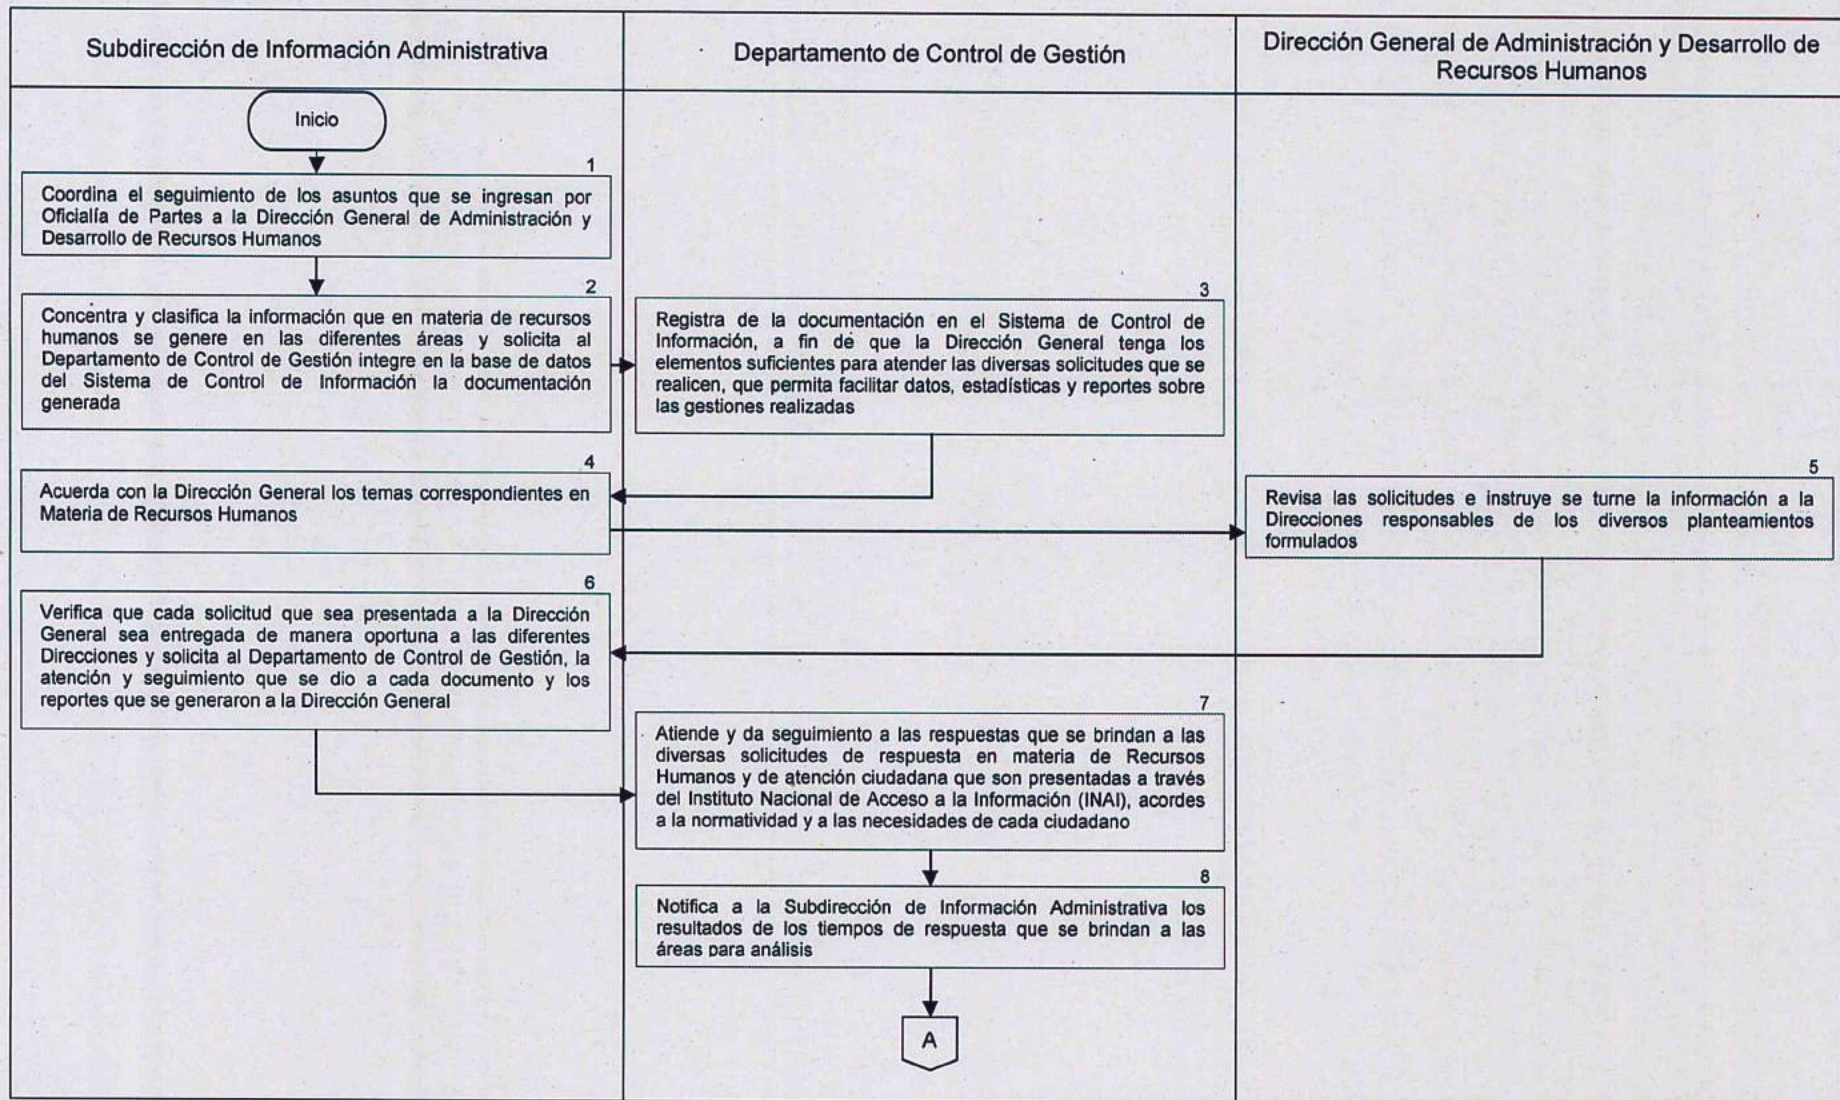 Subdirección de Información Administrativa
Departamento de Control de Gestión
Dirección General de Administración y Desarrollo de
Recursos Humanos
Inicio
1
Coordina el seguimiento de los asuntos que se ingresan por
Oficialía de Partes a la Dirección General de Administración y
Desarrollo de Recursos Humanos
2
Concentra y clasifica la información que en materia de recursos
humanos se genere en las diferentes áreas y solicita al
Departamento de Control de Gestión integre en la base de datos
del Sistema de Control de Información la documentación
generada
3
Registra de la documentación en el Sistema de Control de
Información, a fin de que la Dirección General tenga los
elementos suficientes para atender las diversas solicitudes que se
realicen, que permita facilitar datos, estadísticas y reportes sobre
las gestiones realizadas
4
Acuerda con la Dirección General los temas correspondientes en
Materia de Recursos Humanos
5
Revisa las solicitudes e instruye se turne la información a la
Direcciones responsables de los diversos planteamientos
formulados
6
Verifica que cada solicitud que sea presentada a la Dirección
General sea entregada de manera oportuna a las diferentes
Direcciones y solicita al Departamento de Control de Gestión, la
atención y seguimiento que se dio a cada documento y los
reportes que se generaron a la Dirección General
7
Atiende y da seguimiento a las respuestas que se brindan a las
diversas solicitudes de respuesta en materia de Recursos
Humanos y de atención ciudadana que son presentadas a través
del Instituto Nacional de Acceso a la Información (INAI), acordes
a la normatividad y a las necesidades de cada ciudadano
8
Notifica a la Subdirección de Información Administrativa los
resultados de los tiempos de respuesta que se brindan a las
áreas para análisis
A